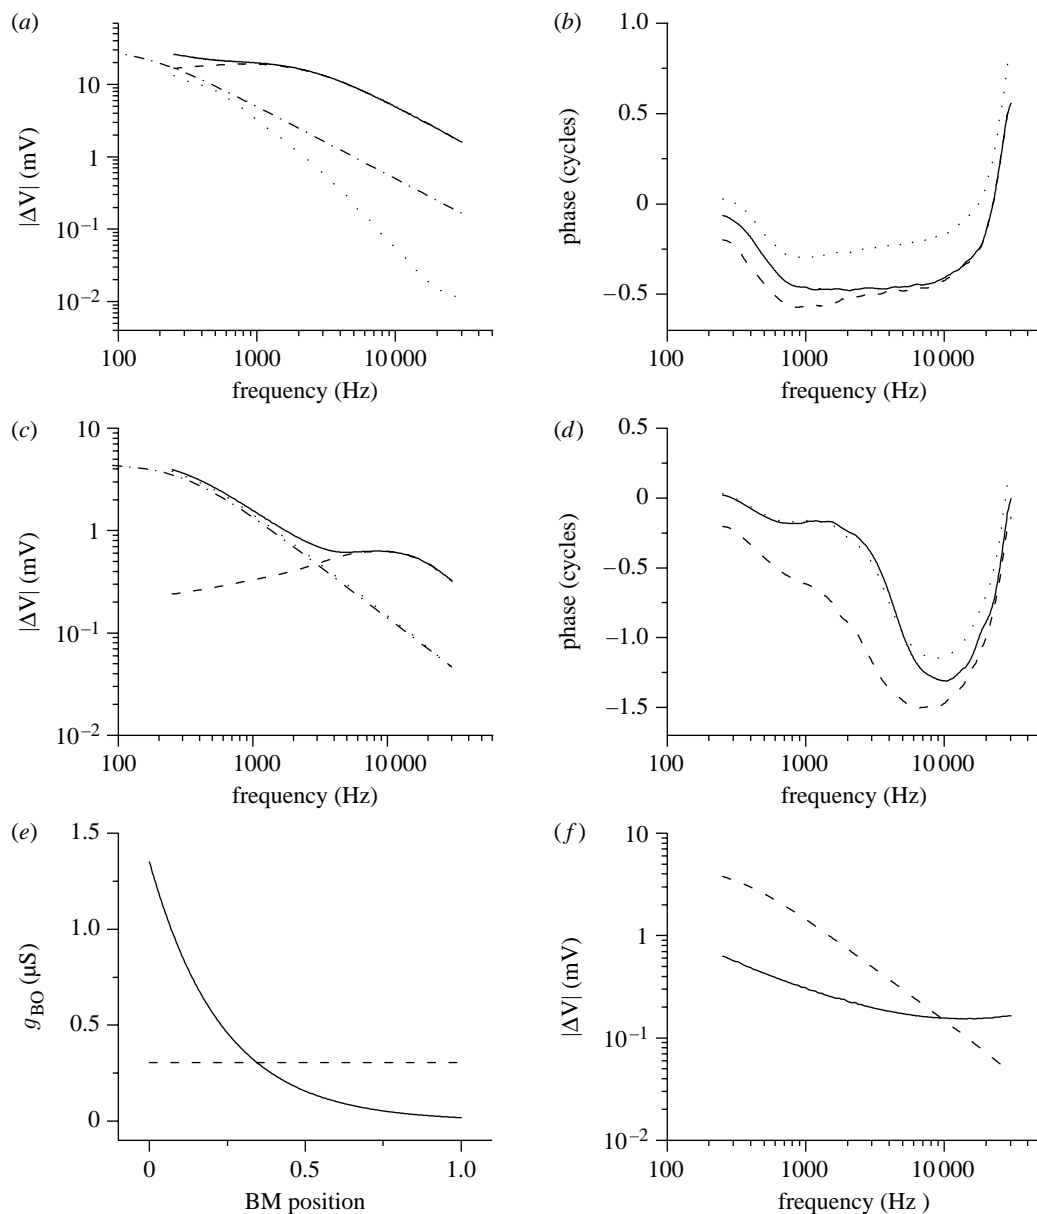 (a)
10
1
10⁻¹
10⁻²
|ΔV| (mV)
100
1000
10 000
frequency (Hz)
(b)
1.0
0.5
0
−0.5
phase (cycles)
100
1000
10 000
frequency (Hz)
(c)
10
1
10⁻¹
10⁻²
|ΔV| (mV)
100
1000
10 000
frequency (Hz)
(d)
0.5
0
−0.5
−1.0
−1.5
phase (cycles)
100
1000
10 000
frequency (Hz)
(e)
1.5
1.0
0.5
0
g_BO (μS)
0
0.5
1.0
BM position
(f)
10
1
10⁻¹
10⁻²
|ΔV| (mV)
100
1000
10 000
frequency (Hz )